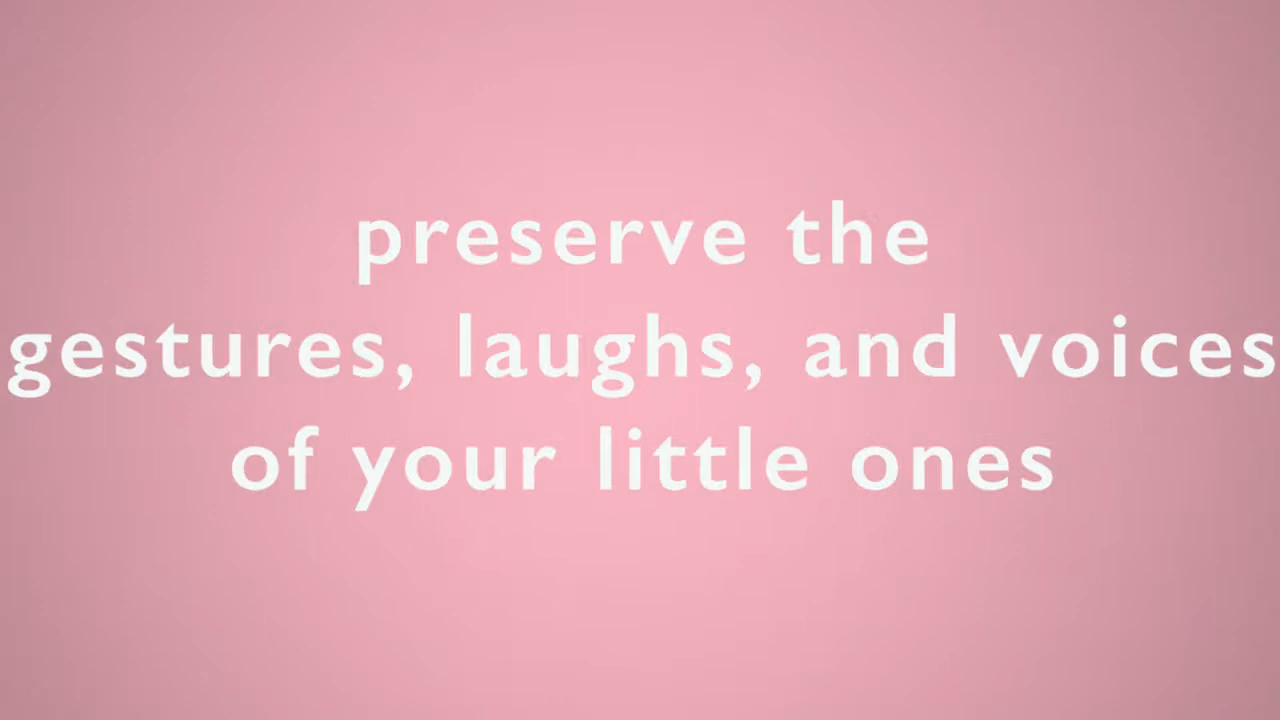 preserve the
gestures, laughs, and voices
of your little ones